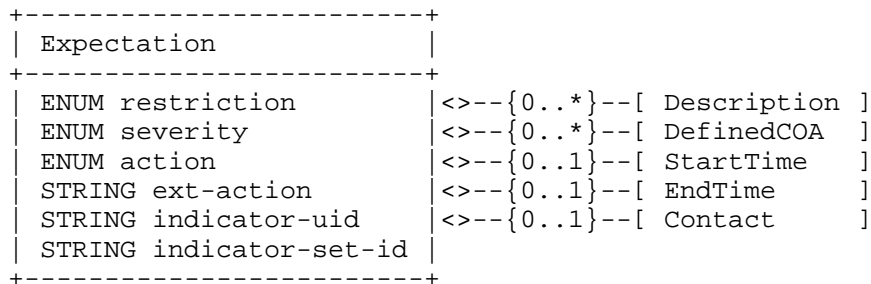 +-------------------------+
| Expectation             |
+-------------------------+
| ENUM restriction        |<>--{0..*}--[ Description ]
| ENUM severity           |<>--{0..*}--[ DefinedCOA  ]
| ENUM action             |<>--{0..1}--[ StartTime   ]
| STRING ext-action       |<>--{0..1}--[ EndTime     ]
| STRING indicator-uid    |<>--{0..1}--[ Contact     ]
| STRING indicator-set-id |
+-------------------------+